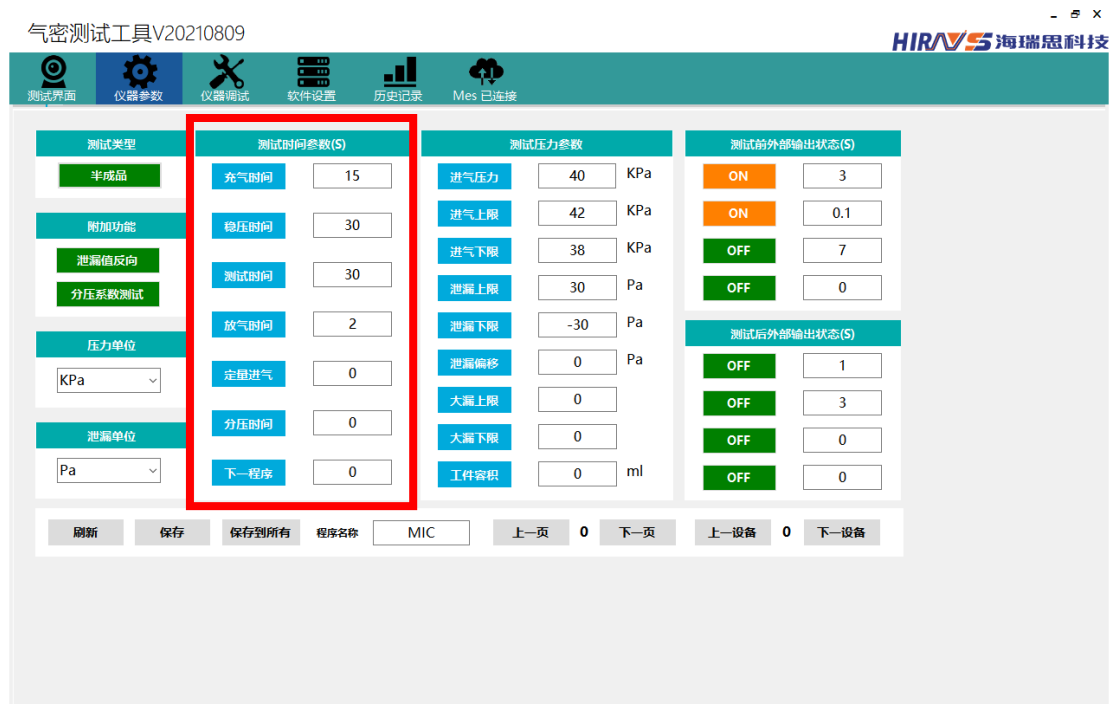 气密测试工具V20210809
HIRAVS 海瑞思科技
测试界面
仪器参数
仪器调试
软件设置
历史记录
Mes 已连接
测试类型
半成品
附加功能
泄漏值反向
分压系数测试
压力单位
KPa
泄漏单位
Pa
测试时间参数(S)
充气时间 15
稳压时间 30
测试时间 30
放气时间 2
定量进气 0
分压时间 0
下一程序 0
测试压力参数
进气压力 40 KPa
进气上限 42 KPa
进气下限 38 KPa
泄漏上限 30 Pa
泄漏下限 -30 Pa
泄漏偏移 0 Pa
大漏上限 0
大漏下限 0
工件容积 0 ml
测试前外部输出状态(S)
ON 3
ON 0.1
OFF 7
OFF 0
测试后外部输出状态(S)
OFF 1
OFF 3
OFF 0
OFF 0
刷新 保存 保存到所有 程序名称 MIC 上一页 0 下一页 上一设备 0 下一设备